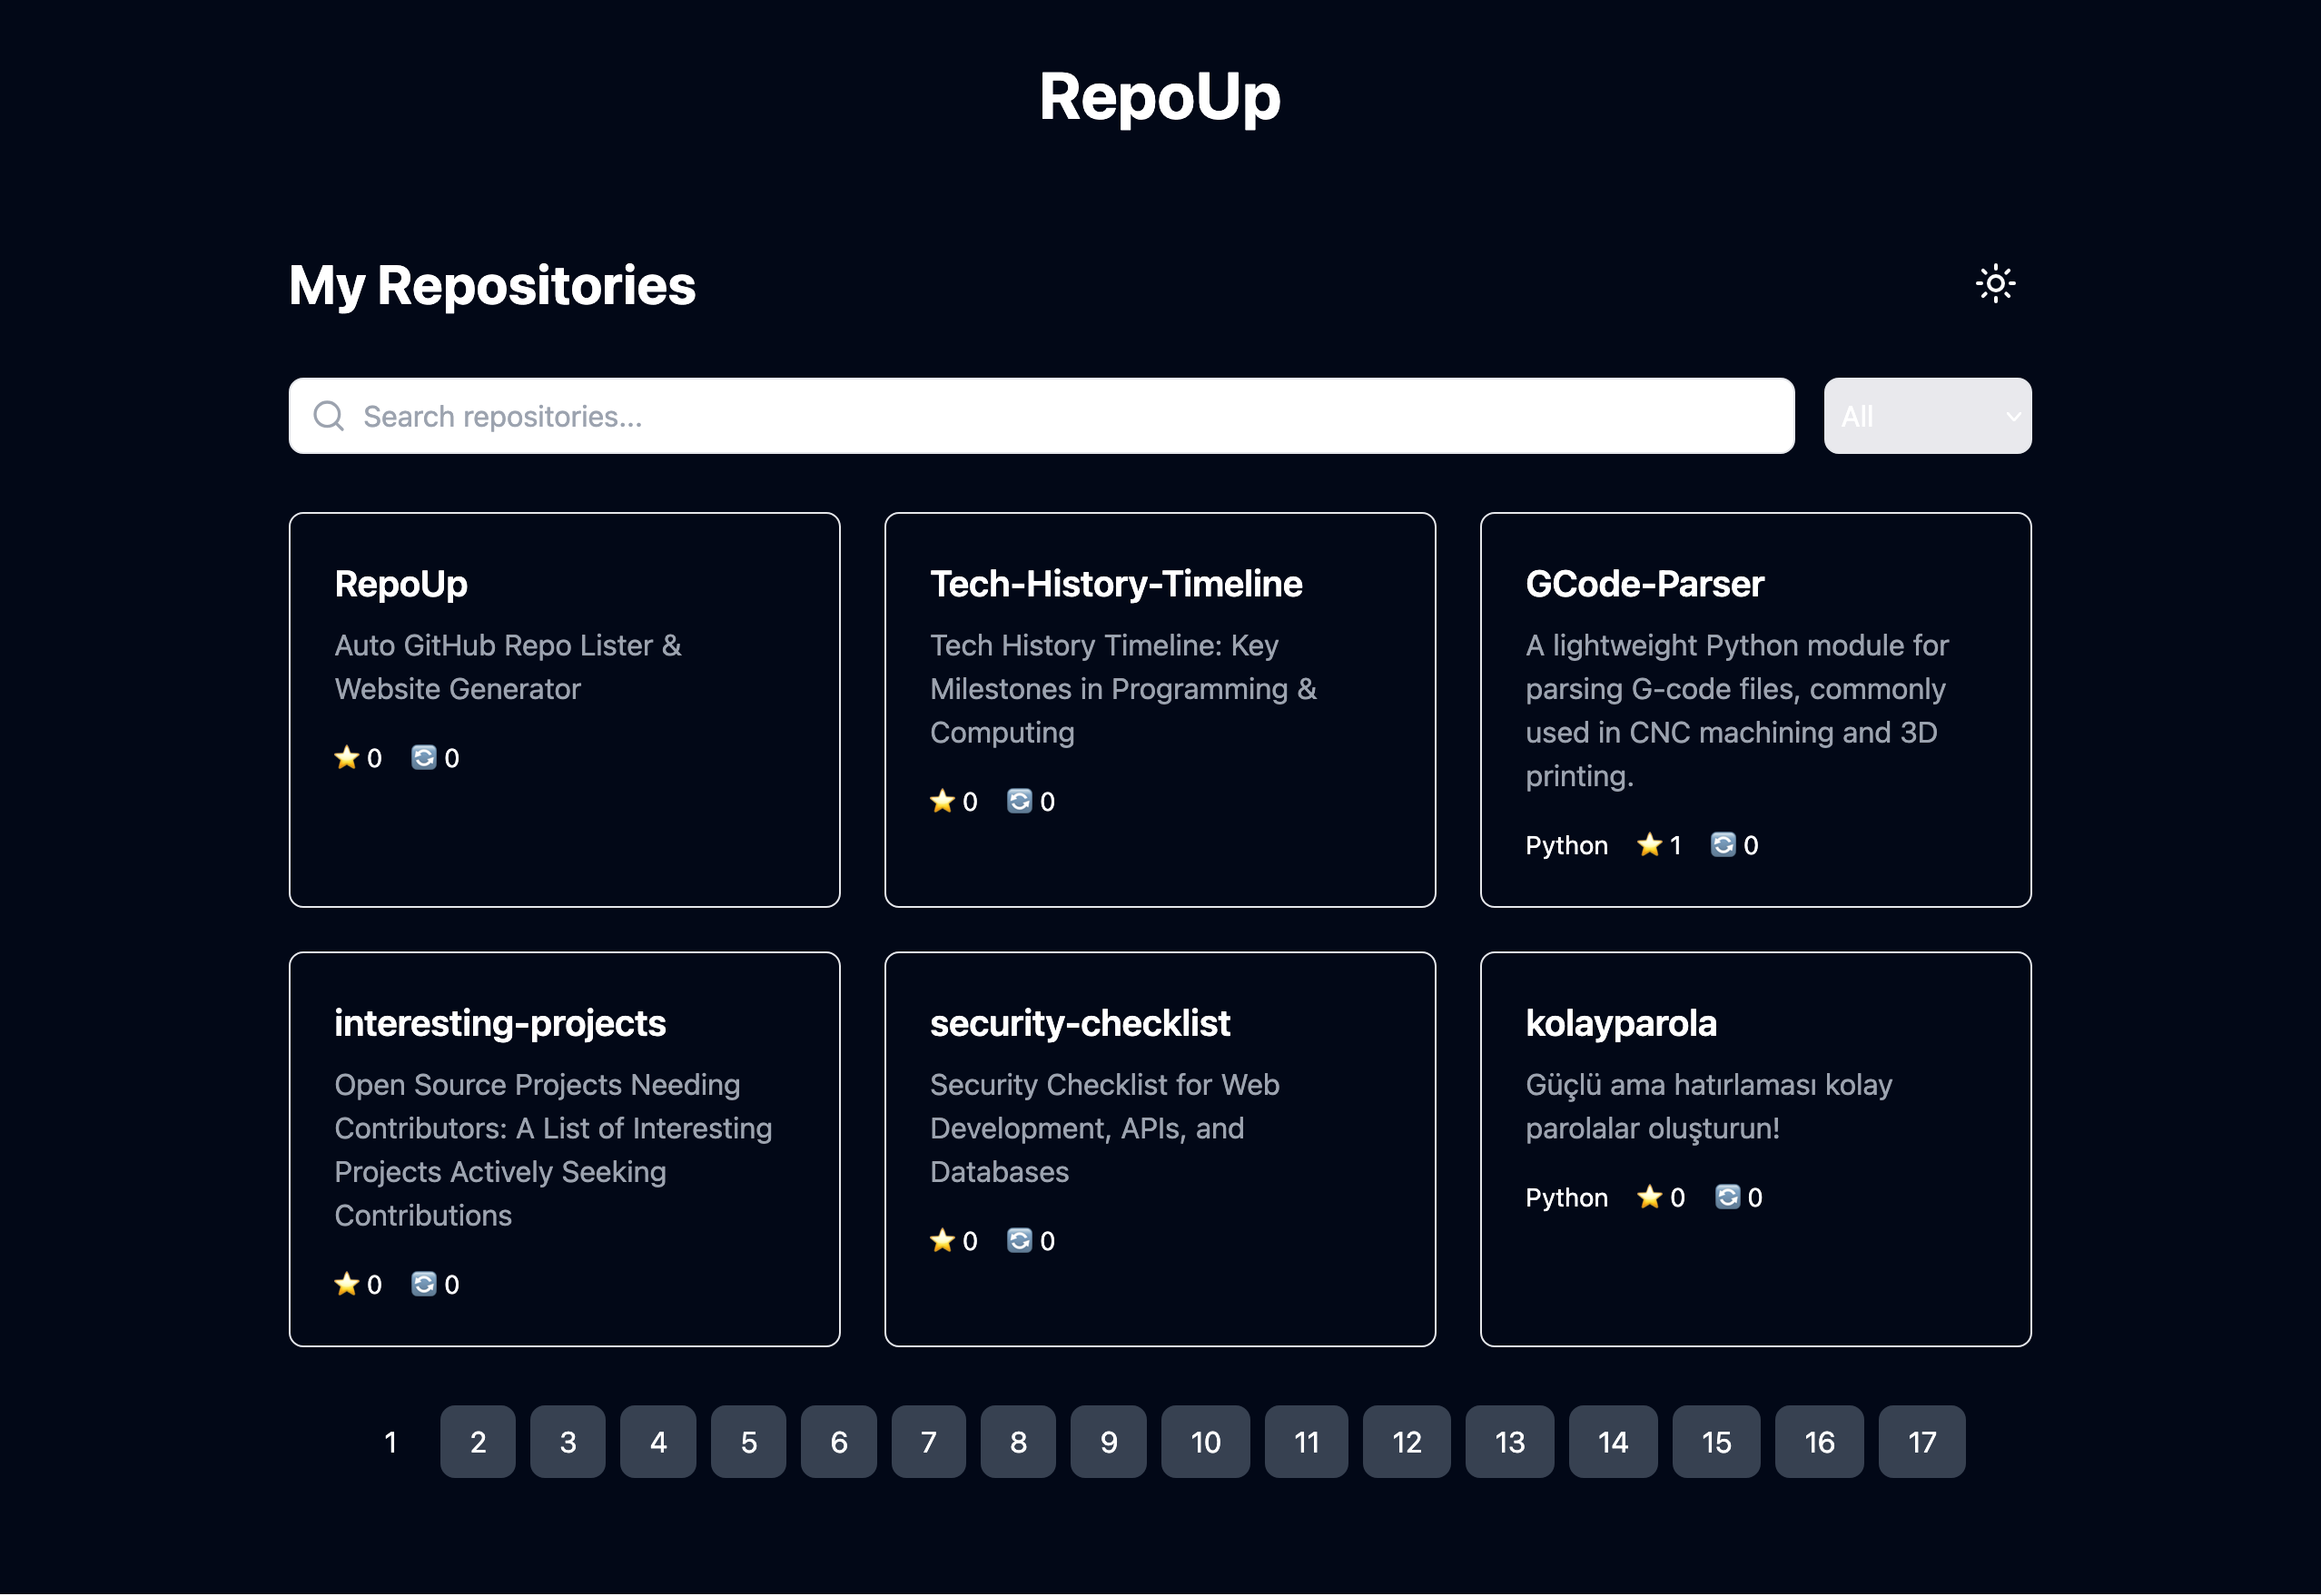 RepoUp
My Repositories
Search repositories...
All
RepoUp
Auto GitHub Repo Lister &
Website Generator
⭐ 0 🔄 0
Tech-History-Timeline
Tech History Timeline: Key
Milestones in Programming &
Computing
⭐ 0 🔄 0
GCode-Parser
A lightweight Python module for
parsing G-code files, commonly
used in CNC machining and 3D
printing.
Python ⭐ 1 🔄 0
interesting-projects
Open Source Projects Needing
Contributors: A List of Interesting
Projects Actively Seeking
Contributions
⭐ 0 🔄 0
security-checklist
Security Checklist for Web
Development, APIs, and
Databases
⭐ 0 🔄 0
kolayparola
Güçlü ama hatırlaması kolay
parolalar oluşturun!
Python ⭐ 0 🔄 0
1 2 3 4 5 6 7 8 9 10 11 12 13 14 15 16 17